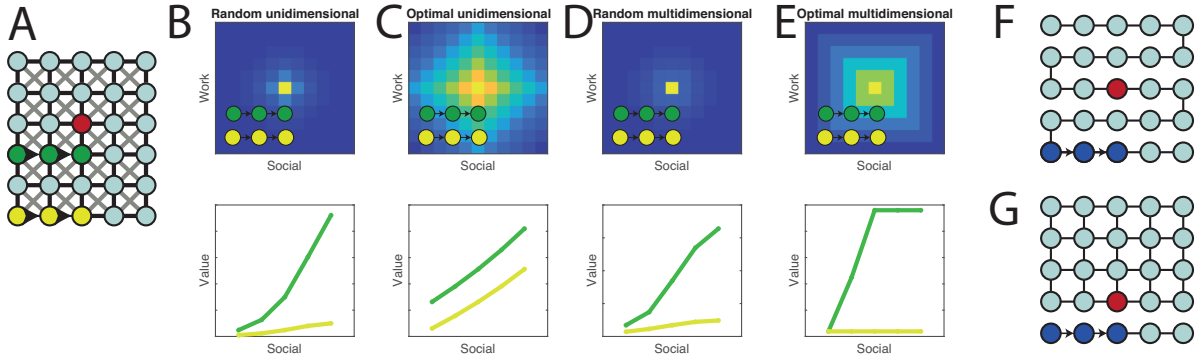 A
B
Random unidimensional
Work
Social
Value
Social
C
Optimal unidimensional
Work
Social
Value
Social
D
Random multidimensional
Work
Social
Value
Social
E
Optimal multidimensional
Work
Social
Value
Social
F
G